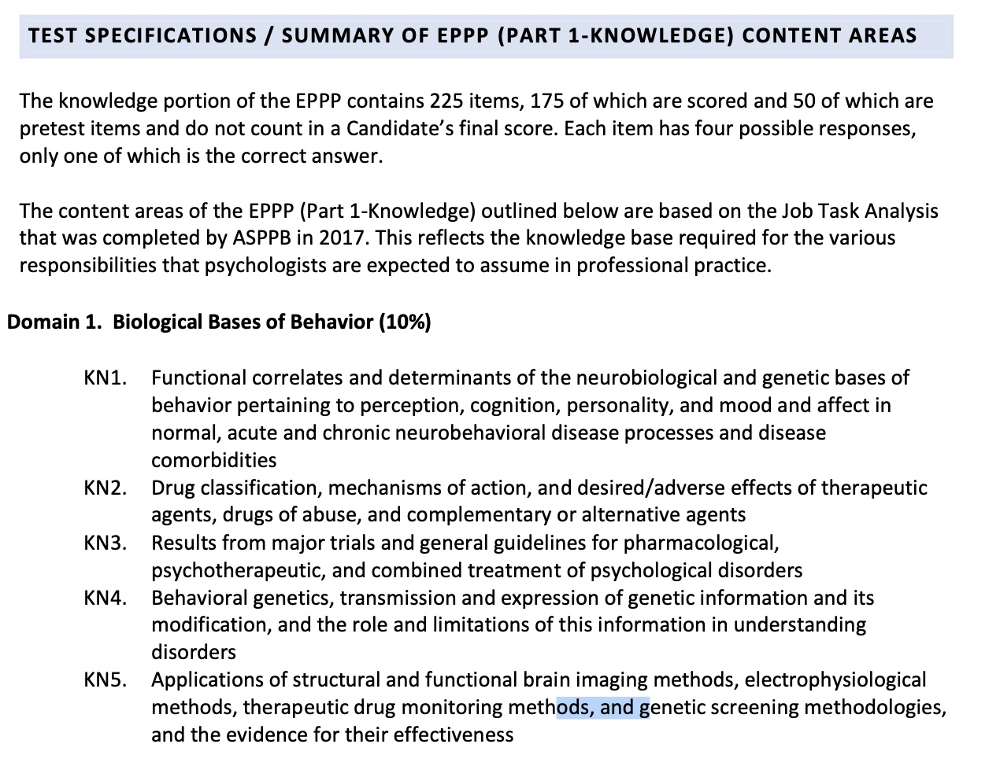 TEST SPECIFICATIONS / SUMMARY OF EPPP (PART 1-KNOWLEDGE) CONTENT AREAS
The knowledge portion of the EPPP contains 225 items, 175 of which are scored and 50 of which are
pretest items and do not count in a Candidate’s final score. Each item has four possible responses,
only one of which is the correct answer.
The content areas of the EPPP (Part 1-Knowledge) outlined below are based on the Job Task Analysis
that was completed by ASPPB in 2017. This reflects the knowledge base required for the various
responsibilities that psychologists are expected to assume in professional practice.
Domain 1. Biological Bases of Behavior (10%)
KN1. Functional correlates and determinants of the neurobiological and genetic bases of
behavior pertaining to perception, cognition, personality, and mood and affect in
normal, acute and chronic neurobehavioral disease processes and disease
comorbidities
KN2. Drug classification, mechanisms of action, and desired/adverse effects of therapeutic
agents, drugs of abuse, and complementary or alternative agents
KN3. Results from major trials and general guidelines for pharmacological,
psychotherapeutic, and combined treatment of psychological disorders
KN4. Behavioral genetics, transmission and expression of genetic information and its
modification, and the role and limitations of this information in understanding
disorders
KN5. Applications of structural and functional brain imaging methods, electrophysiological
methods, therapeutic drug monitoring methods, and genetic screening methodologies,
and the evidence for their effectiveness